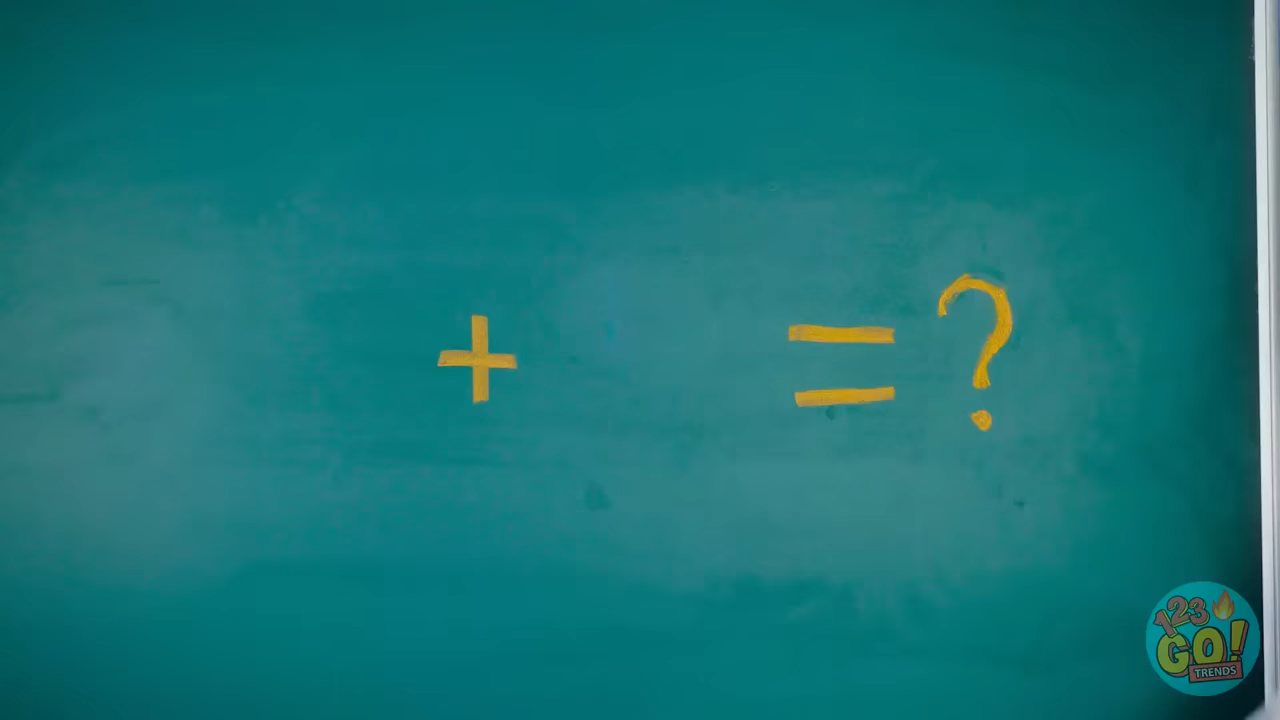 + = ?
123
GO!
TRENDS